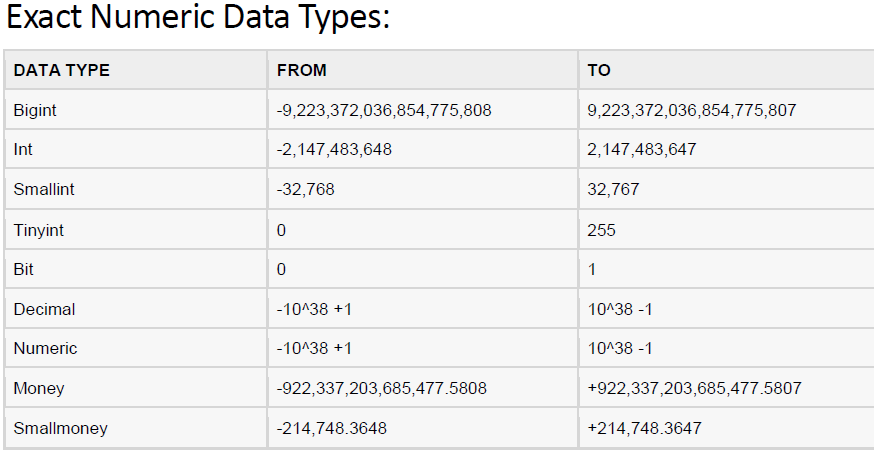 Exact Numeric Data Types:
DATA TYPE FROM TO
Bigint -9,223,372,036,854,775,808 9,223,372,036,854,775,807
Int -2,147,483,648 2,147,483,647
Smallint -32,768 32,767
Tinyint 0 255
Bit 0 1
Decimal -10^38 +1 10^38 -1
Numeric -10^38 +1 10^38 -1
Money -922,337,203,685,477.5808 +922,337,203,685,477.5807
Smallmoney -214,748.3648 +214,748.3647